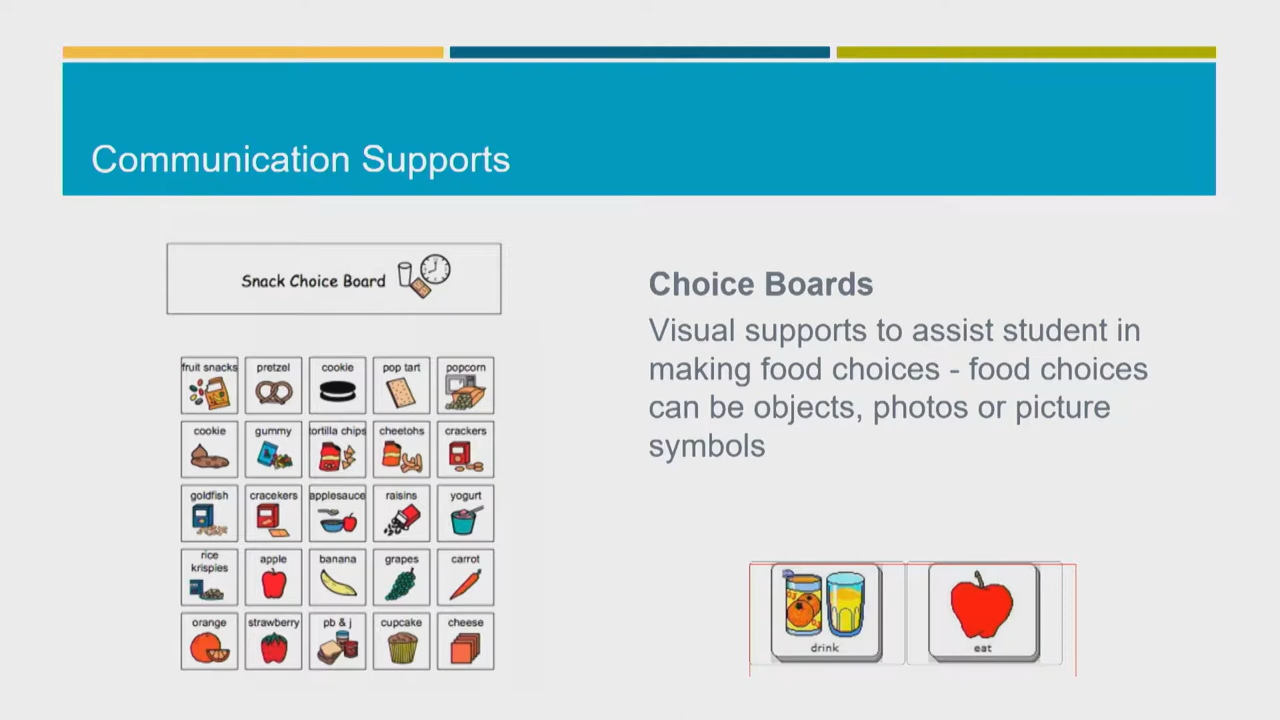 Communication Supports
Snack Choice Board
fruit snacks pretzel cookie pop tart popcorn
cookie gummy tortilla chips cheetohs crackers
goldfish cracekers applesauce raisins yogurt
rice krispies apple banana grapes carrot
orange strawberry pb & j cupcake cheese
Choice Boards
Visual supports to assist student in
making food choices - food choices
can be objects, photos or picture
symbols
drink eat